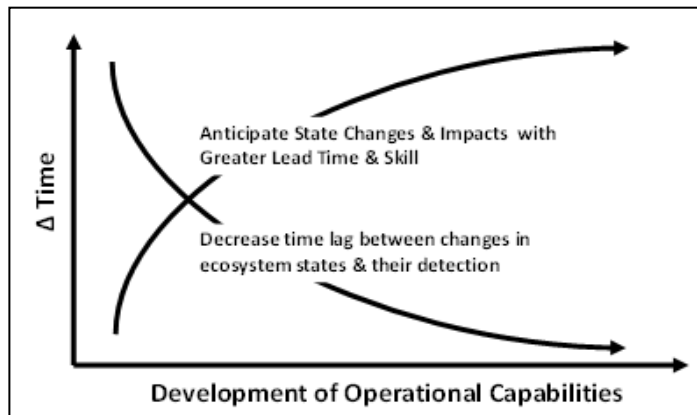 Δ Time
Anticipate State Changes & Impacts with
Greater Lead Time & Skill
Decrease time lag between changes in
ecosystem states & their detection
Development of Operational Capabilities